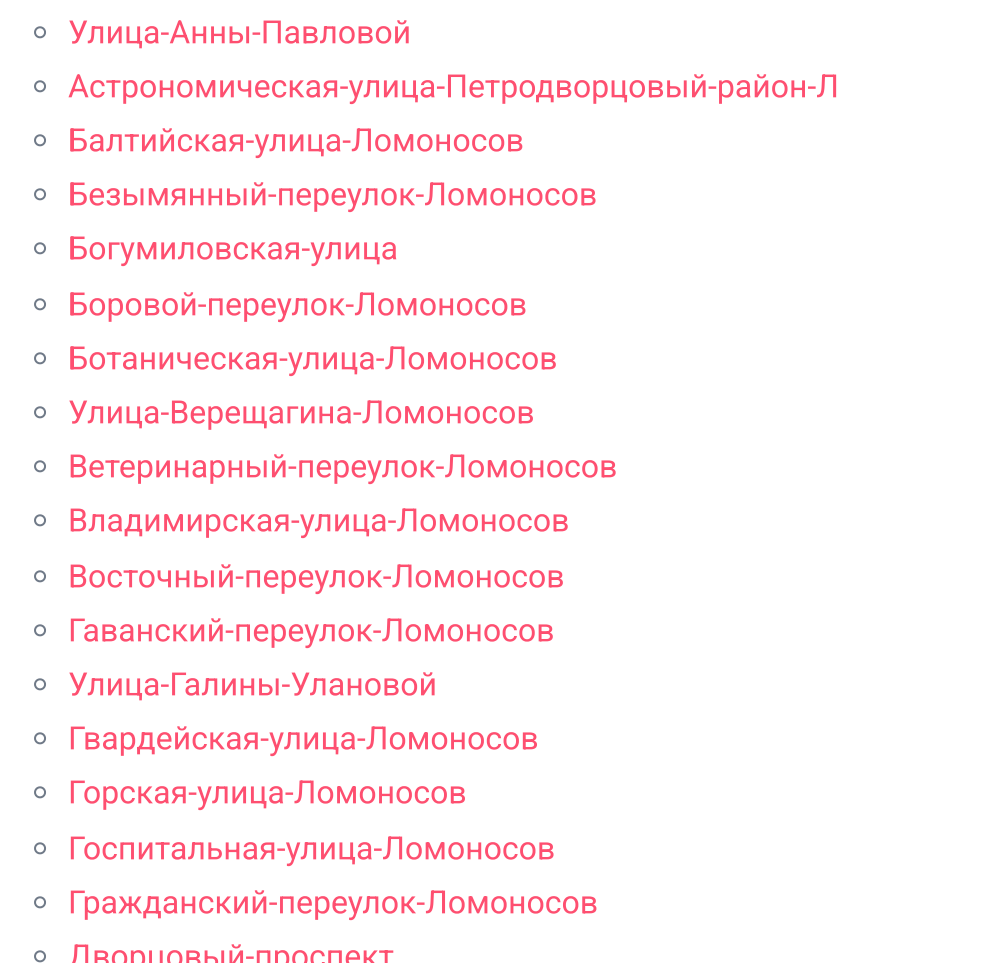 Улица-Анны-Павловой
Астрономическая-улица-Петродворцовый-район-Л
Балтийская-улица-Ломоносов
Безымянный-переулок-Ломоносов
Богумиловская-улица
Боровой-переулок-Ломоносов
Ботаническая-улица-Ломоносов
Улица-Верещагина-Ломоносов
Ветеринарный-переулок-Ломоносов
Владимирская-улица-Ломоносов
Восточный-переулок-Ломоносов
Гаванский-переулок-Ломоносов
Улица-Галины-Улановой
Гвардейская-улица-Ломоносов
Горская-улица-Ломоносов
Госпитальная-улица-Ломоносов
Гражданский-переулок-Ломоносов
Дворцовый-проспект